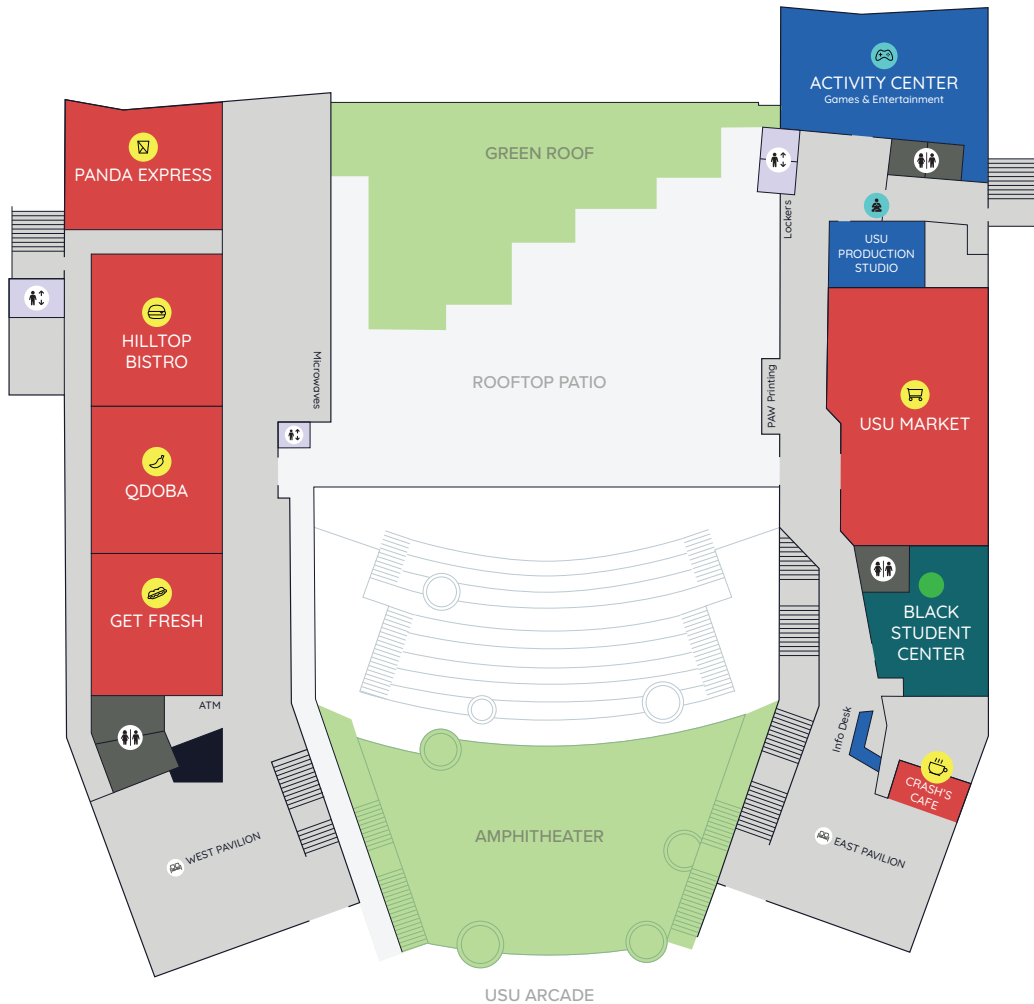 ACTIVITY CENTER
Games & Entertainment
PANDA EXPRESS
GREEN ROOF
Lockers
USU
PRODUCTION
STUDIO
HILLTOP
BISTRO
Microwaves
ROOFTOP PATIO
PAW Printing
USU MARKET
QDOBA
GET FRESH
BLACK
STUDENT
CENTER
ATM
Info Desk
CRASH'S
CAFE
WEST PAVILION
AMPHITHEATER
EAST PAVILION
USU ARCADE